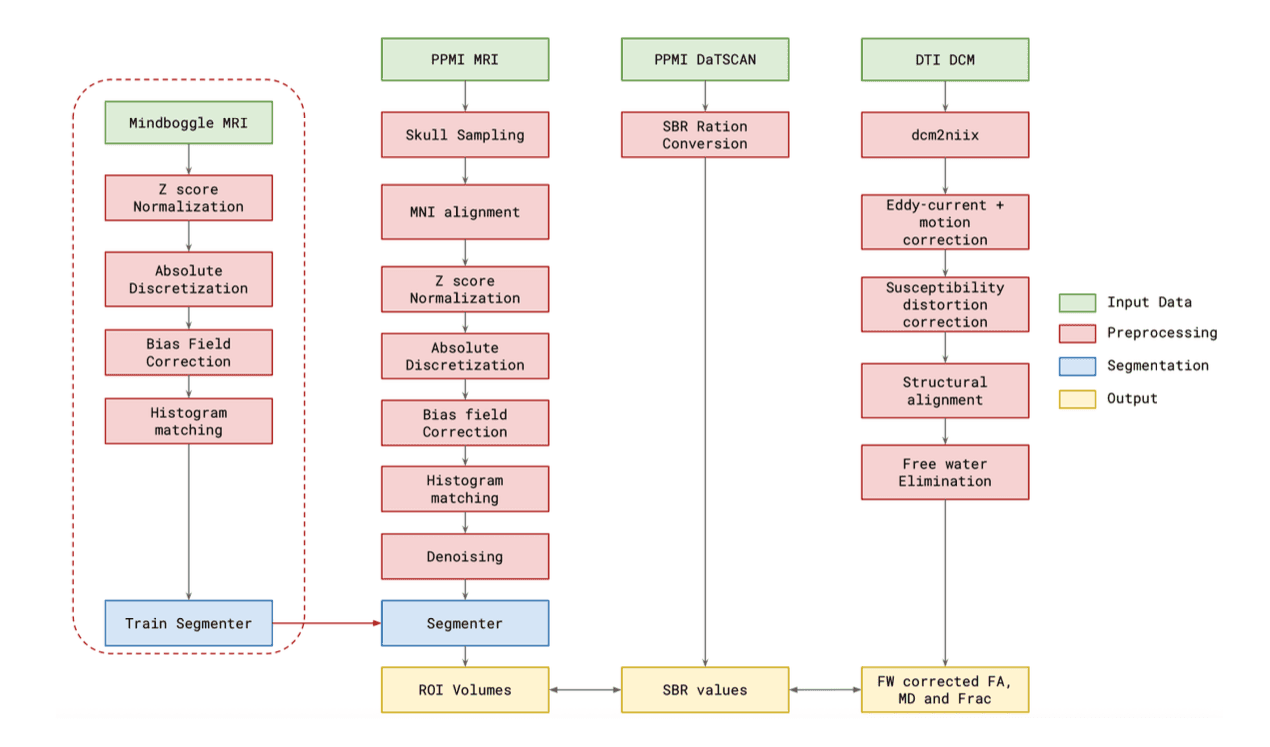 Mindboggle MRI
Z score
Normalization
Absolute
Discretization
Bias Field
Correction
Histogram
matching
Train Segmenter
PPMI MRI
Skull Sampling
MNI alignment
Z score
Normalization
Absolute
Discretization
Bias field
Correction
Histogram
matching
Denoising
Segmenter
ROI Volumes
PPMI DaTSCAN
SBR Ration
Conversion
SBR values
DTI DCM
dcm2niix
Eddy-current +
motion
correction
Susceptibility
distortion
correction
Structural
alignment
Free water
Elimination
FW corrected FA,
MD and Frac
Input Data
Preprocessing
Segmentation
Output